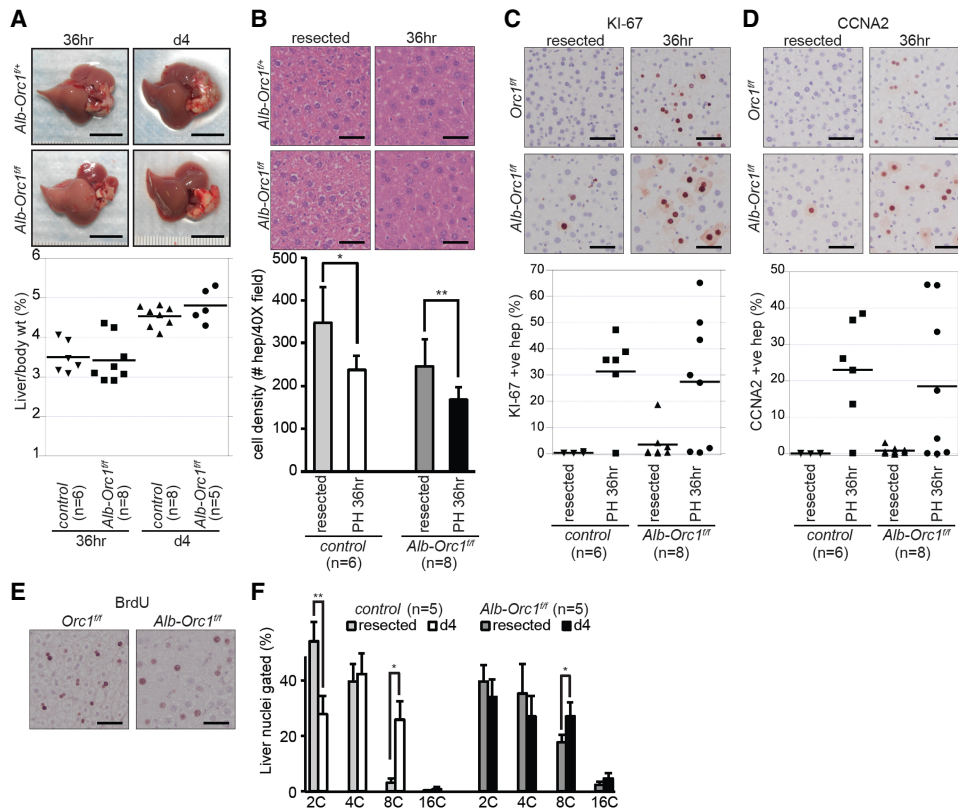 A
36hr
d4
Alb-Orc1f/+
Alb-Orc1f/f
Liver/body wt (%)
6
5
4
3
2
1
control
(n=6)
Alb-Orc1f/f
(n=8)
control
(n=8)
Alb-Orc1f/f
(n=5)
36hr
d4
B
resected
36hr
Alb-Orc1f/+
Alb-Orc1f/f
cell density (# hep/40X field)
500
400
300
200
100
0
*
**
resected
PH 36hr
resected
PH 36hr
control
(n=6)
Alb-Orc1f/f
(n=8)
C
KI-67
resected
36hr
Orc1f/f
Alb-Orc1f/f
KI-67 +ve hep (%)
70
60
50
40
30
20
10
0
resected
PH 36hr
resected
PH 36hr
control
(n=6)
Alb-Orc1f/f
(n=8)
D
CCNA2
resected
36hr
Orc1f/f
Alb-Orc1f/f
CCNA2 +ve hep (%)
50
40
30
20
10
0
resected
PH 36hr
resected
PH 36hr
control
(n=6)
Alb-Orc1f/f
(n=8)
E
BrdU
Orc1f/f
Alb-Orc1f/f
F
control (n=5)
resected
d4
Alb-Orc1f/f (n=5)
resected
d4
Liver nuclei gated (%)
40
20
0
**
*
*
2C
4C
8C
16C
2C
4C
8C
16C